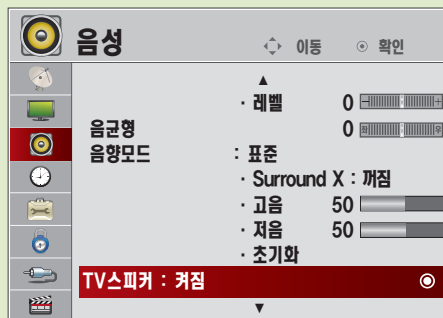 음성 이동 확인
▲
· 레벨 0 - +
음균형 0 좌 우
음향모드 : 표준
· Surround X : 꺼짐
· 고음 50
· 저음 50
· 초기화
TV스피커 : 켜짐
▼